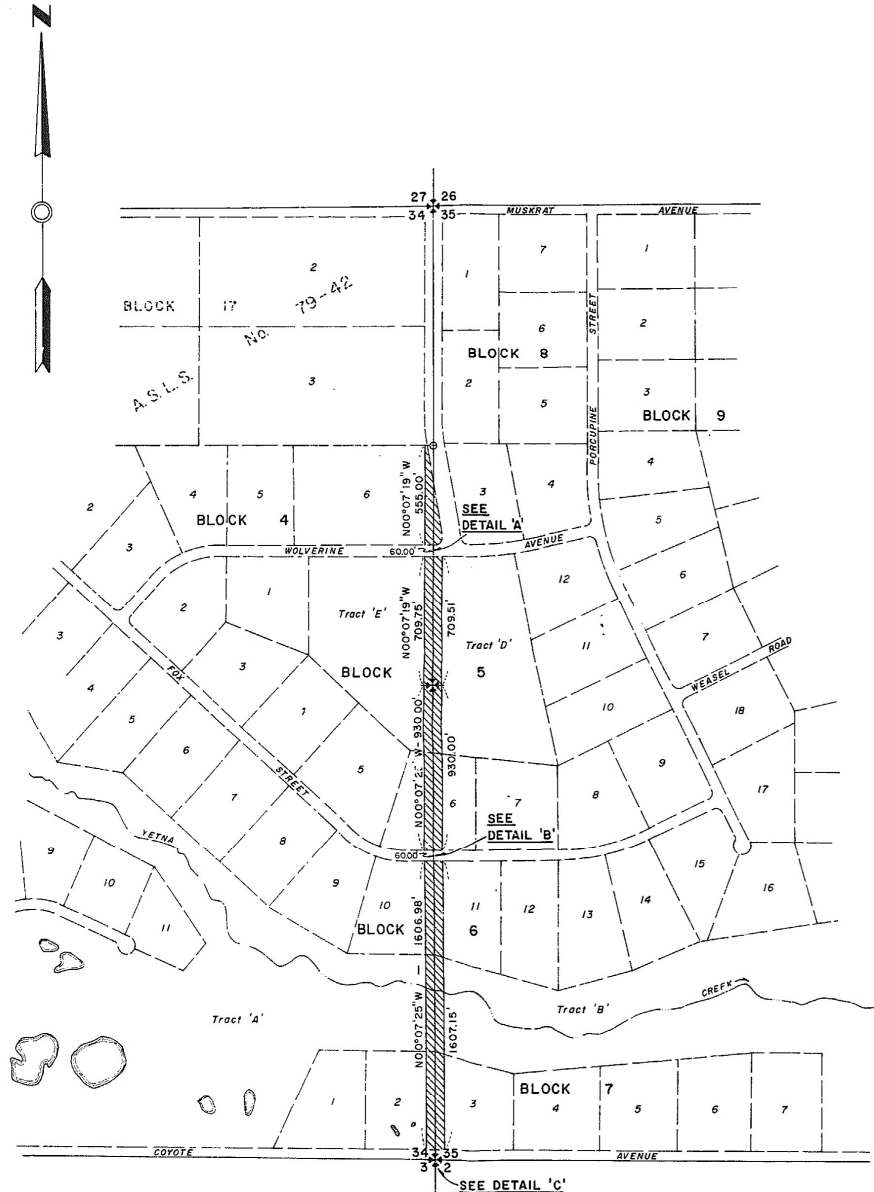 N
27 26
34 35
MUSKRAT AVENUE
2
1
7
1
BLOCK 17
A.S.L.S. No. 79-42
3
6
STREET
2
BLOCK 8
2
5
3
BLOCK 9
PORCUPINE
4
5
6
N00°07'19"W
555.00'
3
4
4
2
BLOCK 4
SEE
DETAIL 'A'
5
3
WOLVERINE
60.00'
AVENUE
12
6
1
2
Tract 'E'
N00°07'19"W
709.75'
709.51'
Tract 'D'
11
7
3
FOX
3
BLOCK 5
ROAD
WEASEL
4
1
10
18
5
5
930.00'
930.00'
6
STREET
6
7
8
9
17
7
SEE
DETAIL 'B'
YETNA
8
60.00'
15
9
9
10
10
11
12
13
14
16
11
BLOCK 6
1606.98'
N00°07'25"W
1607.15'
CREEK
Tract 'A'
Tract 'B'
1
2
3
BLOCK 7
4
5
6
7
COYOTE
34 35
AVENUE
3 2
SEE DETAIL 'C'